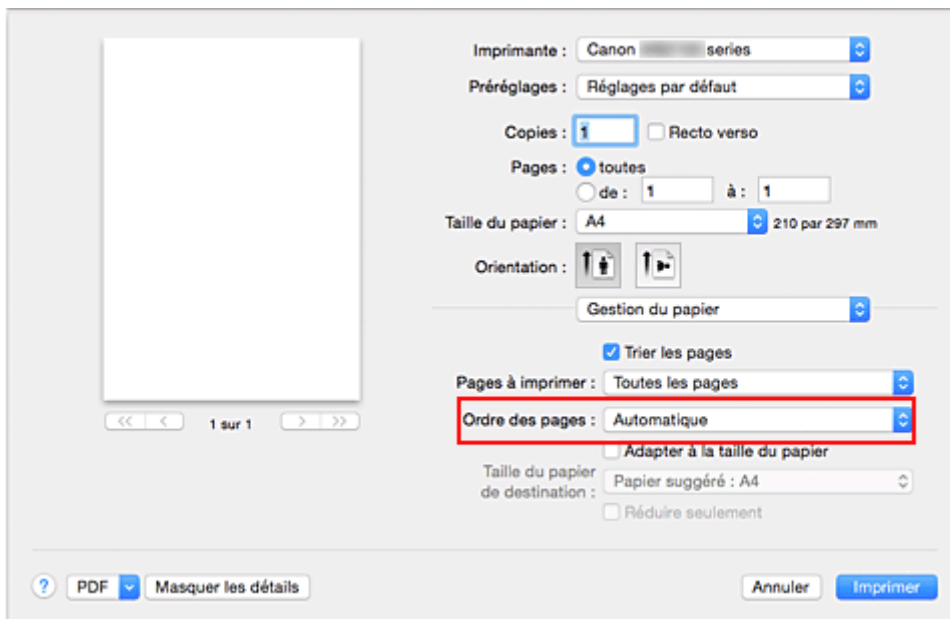 Imprimante : Canon series
Préréglages : Réglages par défaut
Copies : 1 Recto verso
Pages : toutes
de : 1 à : 1
Taille du papier : A4 210 par 297 mm
Orientation :
Gestion du papier
Trier les pages
Pages à imprimer : Toutes les pages
Ordre des pages : Automatique
Adapter à la taille du papier
Taille du papier
de destination : Papier suggéré : A4
Réduire seulement
<< < 1 sur 1 > >>
? PDF Masquer les détails Annuler Imprimer